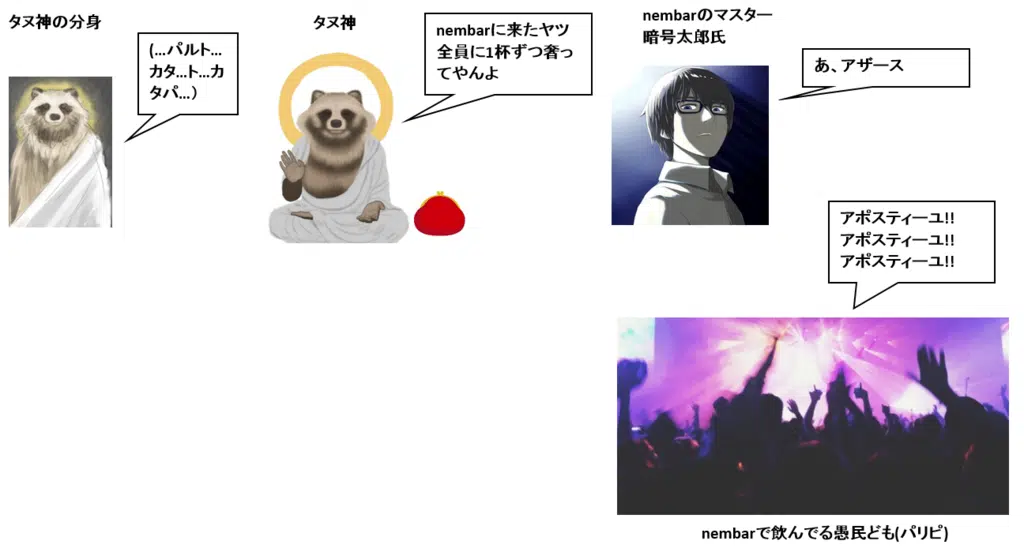 タヌ神の分身
(…パルト…
カタ…ト…カ
タパ…)
タヌ神
nembarに来たヤツ
全員に1杯ずつ奢っ
てやんよ
nembarのマスター
暗号太郎氏
あ、アザース
アポスティーユ!!
アポスティーユ!!
アポスティーユ!!
nembarで飲んでる愚民ども(パリピ)